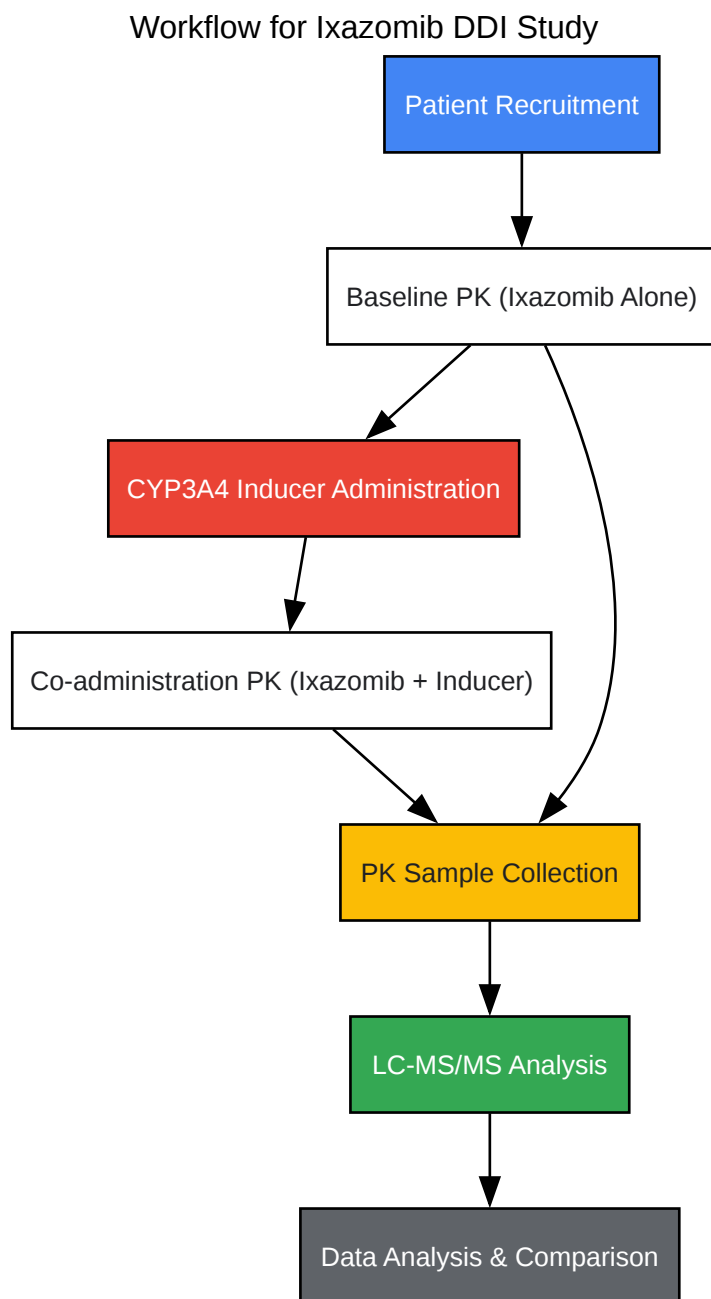 Workflow for Ixazomib DDI Study
Patient Recruitment
Baseline PK (Ixazomib Alone)
CYP3A4 Inducer Administration
Co-administration PK (Ixazomib + Inducer)
PK Sample Collection
LC-MS/MS Analysis
Data Analysis & Comparison